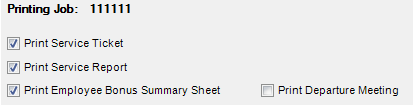 Printing Job: 111111
Print Service Ticket
Print Service Report
Print Employee Bonus Summary Sheet Print Departure Meeting